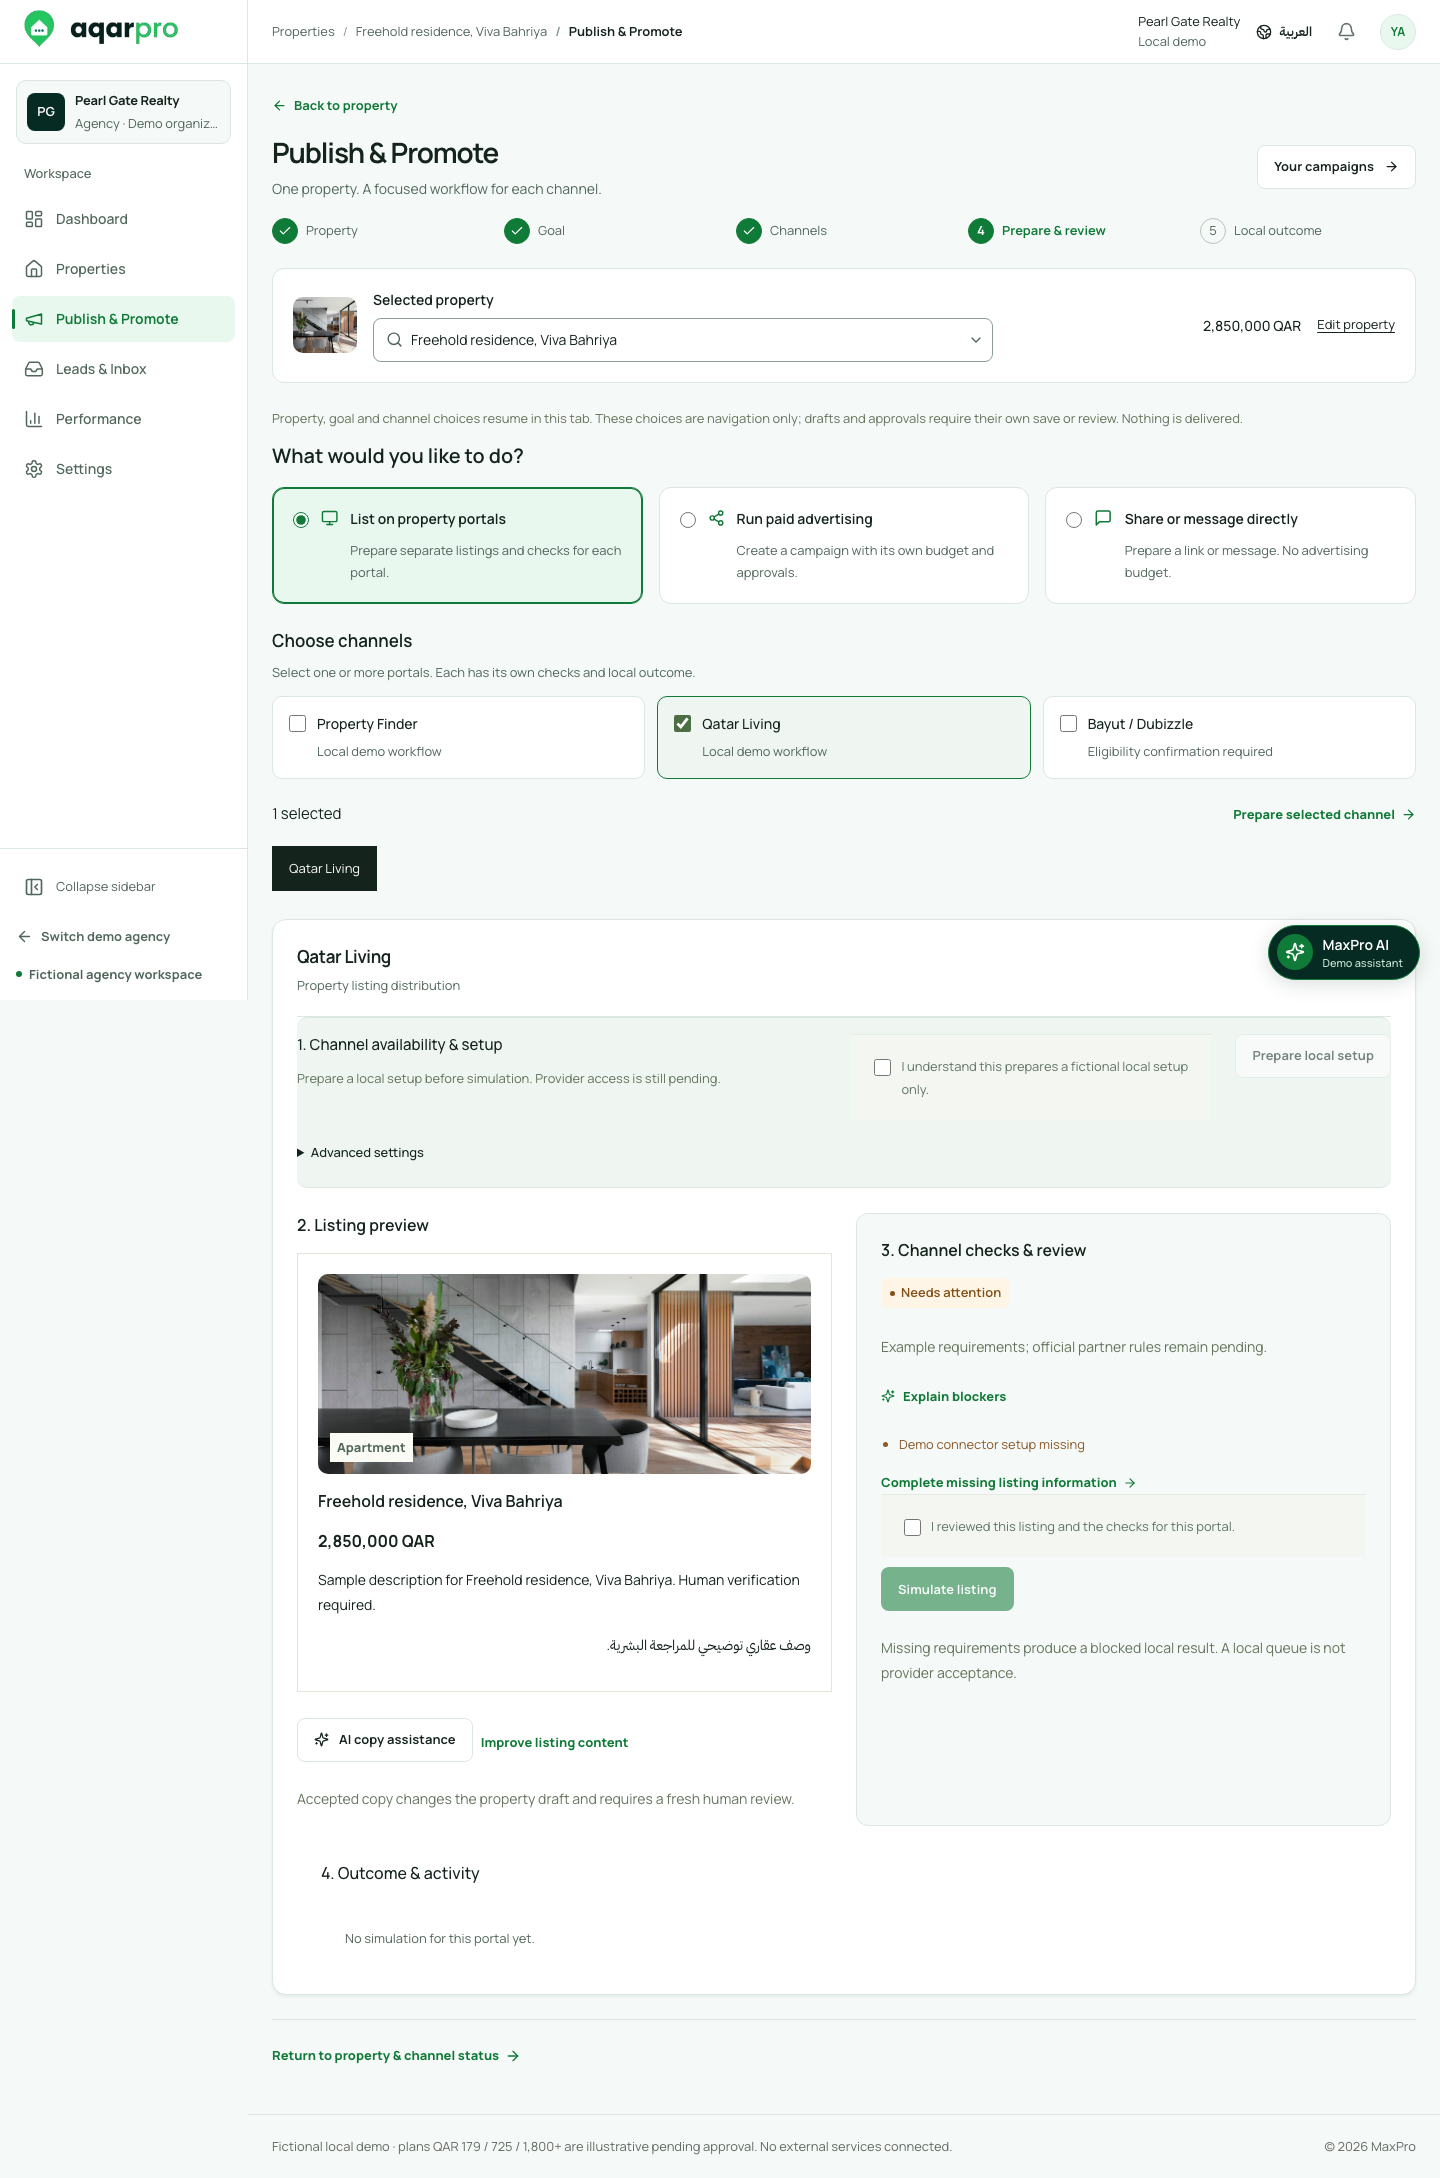 aqarpro
Properties / Freehold residence, Viva Bahriya / Publish & Promote
Pearl Gate Realty
Local demo
العربية
YA
PG
Pearl Gate Realty
Agency · Demo organiz...
Workspace
Dashboard
Properties
Publish & Promote
Leads & Inbox
Performance
Settings
Collapse sidebar
Switch demo agency
Fictional agency workspace
Back to property
Publish & Promote
One property. A focused workflow for each channel.
Your campaigns
Property
Goal
Channels
4 Prepare & review
5 Local outcome
Selected property
Freehold residence, Viva Bahriya
2,850,000 QAR
Edit property
Property, goal and channel choices resume in this tab. These choices are navigation only; drafts and approvals require their own save or review. Nothing is delivered.
What would you like to do?
List on property portals
Prepare separate listings and checks for each
portal.
Run paid advertising
Create a campaign with its own budget and
approvals.
Share or message directly
Prepare a link or message. No advertising
budget.
Choose channels
Select one or more portals. Each has its own checks and local outcome.
Property Finder
Local demo workflow
Qatar Living
Local demo workflow
Bayut / Dubizzle
Eligibility confirmation required
1 selected
Prepare selected channel
Qatar Living
Qatar Living
Property listing distribution
MaxPro AI
Demo assistant
1. Channel availability & setup
Prepare a local setup before simulation. Provider access is still pending.
I understand this prepares a fictional local setup
only.
Prepare local setup
Advanced settings
2. Listing preview
Apartment
Freehold residence, Viva Bahriya
2,850,000 QAR
Sample description for Freehold residence, Viva Bahriya. Human verification
required.
وصف عقاري توضيحي للمراجعة البشرية.
AI copy assistance
Improve listing content
Accepted copy changes the property draft and requires a fresh human review.
3. Channel checks & review
Needs attention
Example requirements; official partner rules remain pending.
Explain blockers
Demo connector setup missing
Complete missing listing information
I reviewed this listing and the checks for this portal.
Simulate listing
Missing requirements produce a blocked local result. A local queue is not
provider acceptance.
4. Outcome & activity
No simulation for this portal yet.
Return to property & channel status
Fictional local demo · plans QAR 179 / 725 / 1,800+ are illustrative pending approval. No external services connected.
© 2026 MaxPro